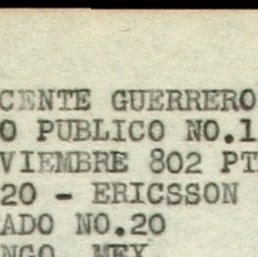 CENTE GUERRERO
O PUBLICO NO.1
VIEMBRE 802 PT
20 - ERICSSON
ADO NO.20
NGO, MEX